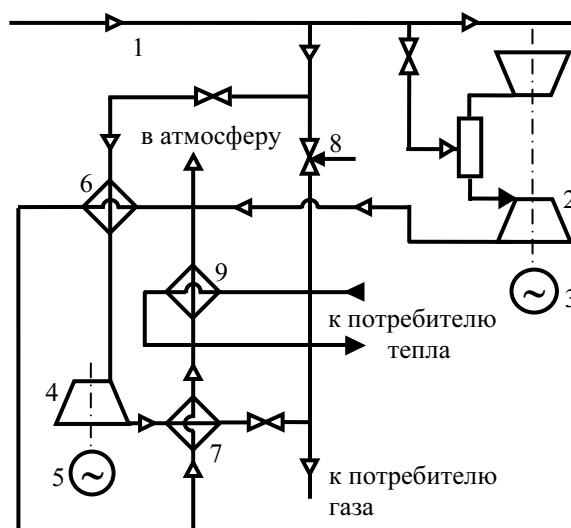 1
8
в атмосферу
6
2
9
3
к потребителю
тепла
4
7
5
к потребителю
газа